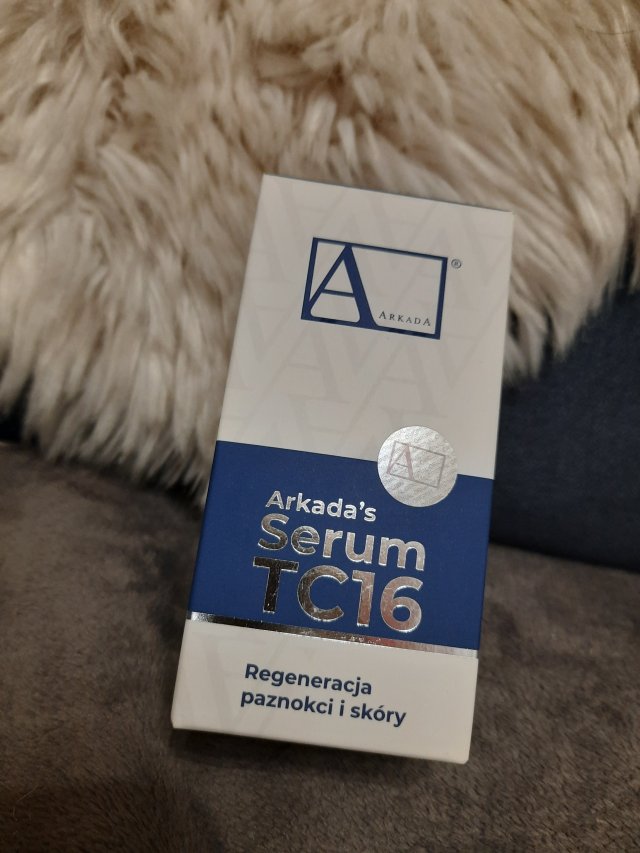 A
ARKADA
®
A
Arkada's
Serum
TC16
Regeneracja
paznokci i skóry